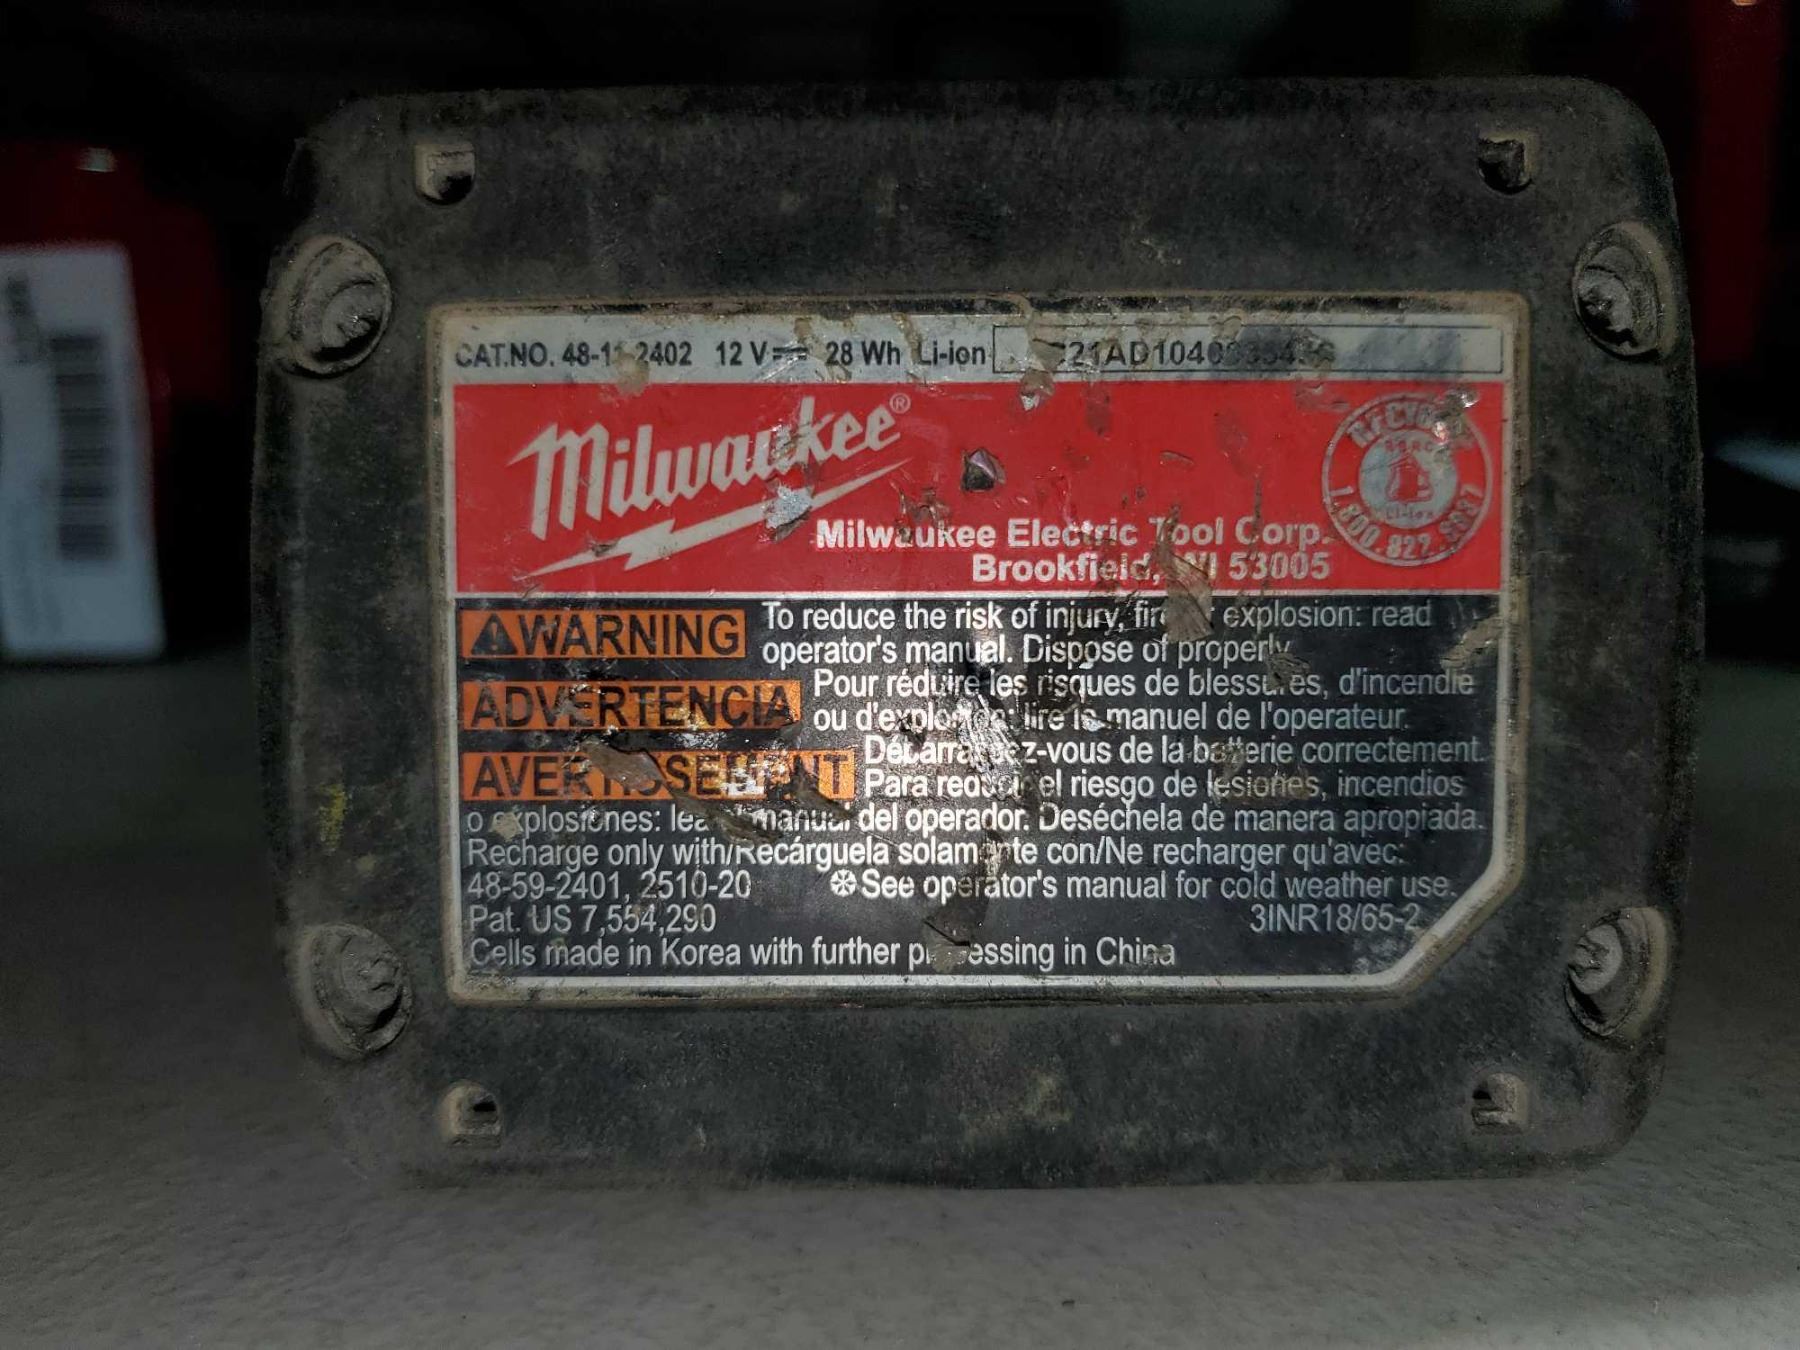 CAT.NO. 48-11-2402 12 V 28 Wh Li-ion
Milwaukee®
Milwaukee Electric Tool Corp.
Brookfield, WI 53005
Li-Ion
WARNING To reduce the risk of injury, fire or explosion: read
operator's manual. Dispose of properly.
ADVERTENCIA Pour réduire les risques de blessures, d'incendie
ou d'explosion lire le manuel de l'operateur.
Débarrassez-vous de la batterie correctement.
AVERTISSEMENT Para reducir el riesgo de lesiones, incendios
o explosiones: lea el manual del operador. Deséchela de manera apropiada.
Recharge only with/Recárguela solamente con/Ne recharger qu'avec:
48-59-2401, 2510-20 See operator's manual for cold weather use.
Pat. US 7,554,290 3INR18/65-2
Cells made in Korea with further processing in China